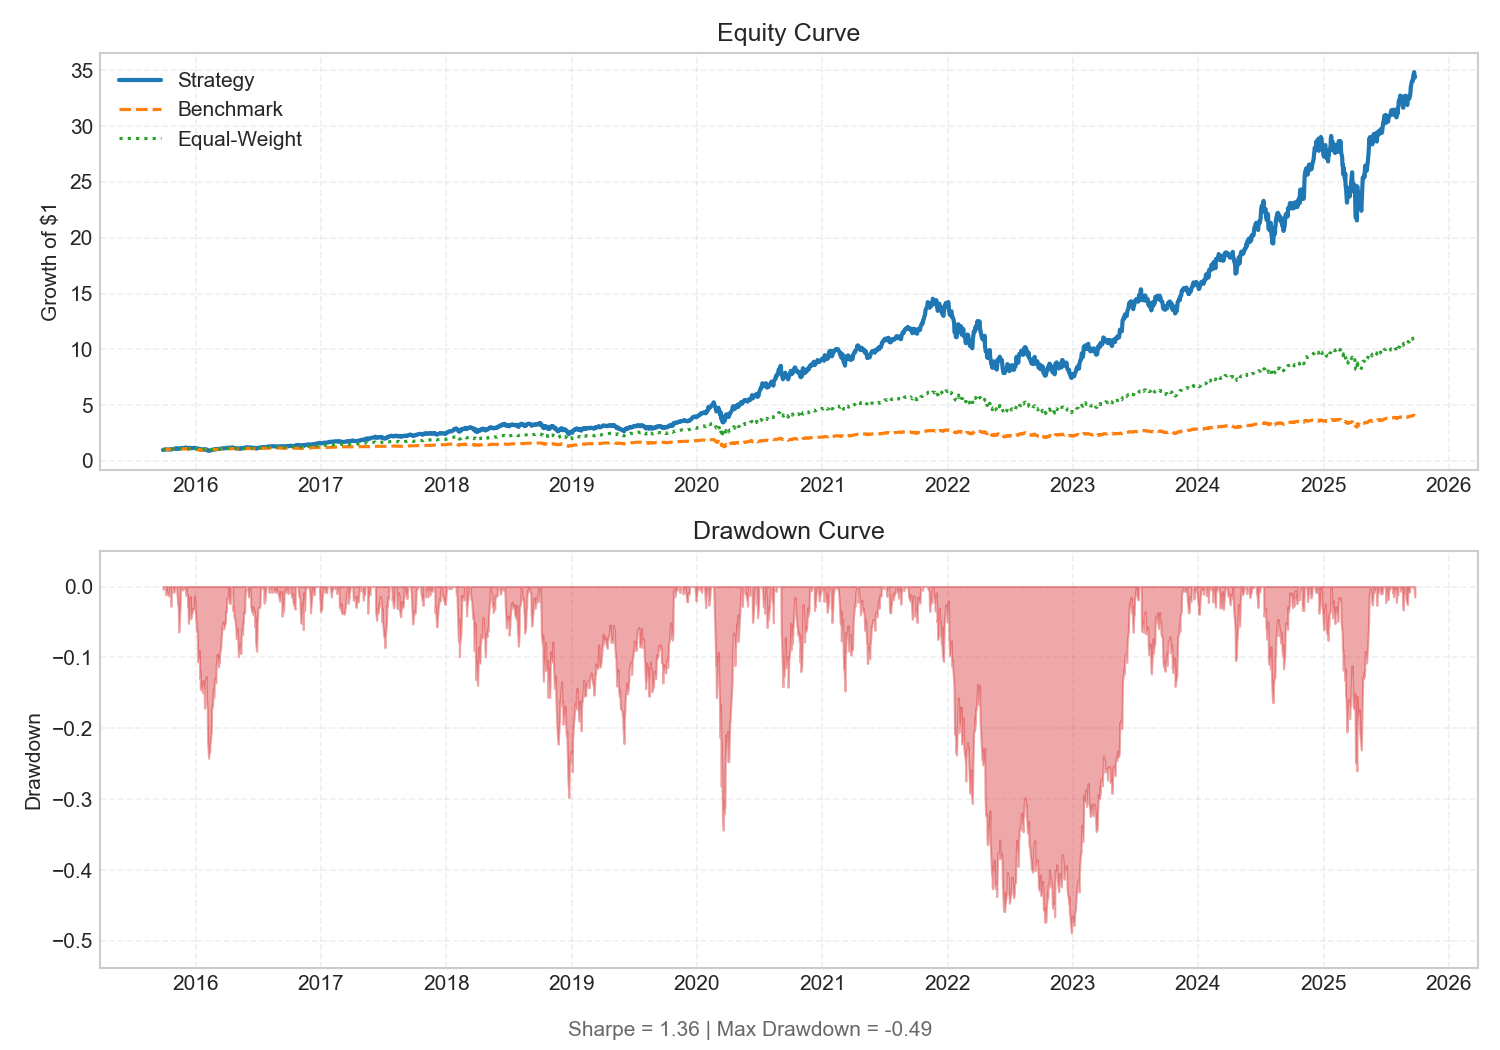 Equity Curve
Growth of $1
35
30
25
20
15
10
5
0
Strategy
Benchmark
Equal-Weight
2016 2017 2018 2019 2020 2021 2022 2023 2024 2025 2026
Drawdown Curve
Drawdown
0.0
−0.1
−0.2
−0.3
−0.4
−0.5
2016 2017 2018 2019 2020 2021 2022 2023 2024 2025 2026
Sharpe = 1.36 | Max Drawdown = -0.49